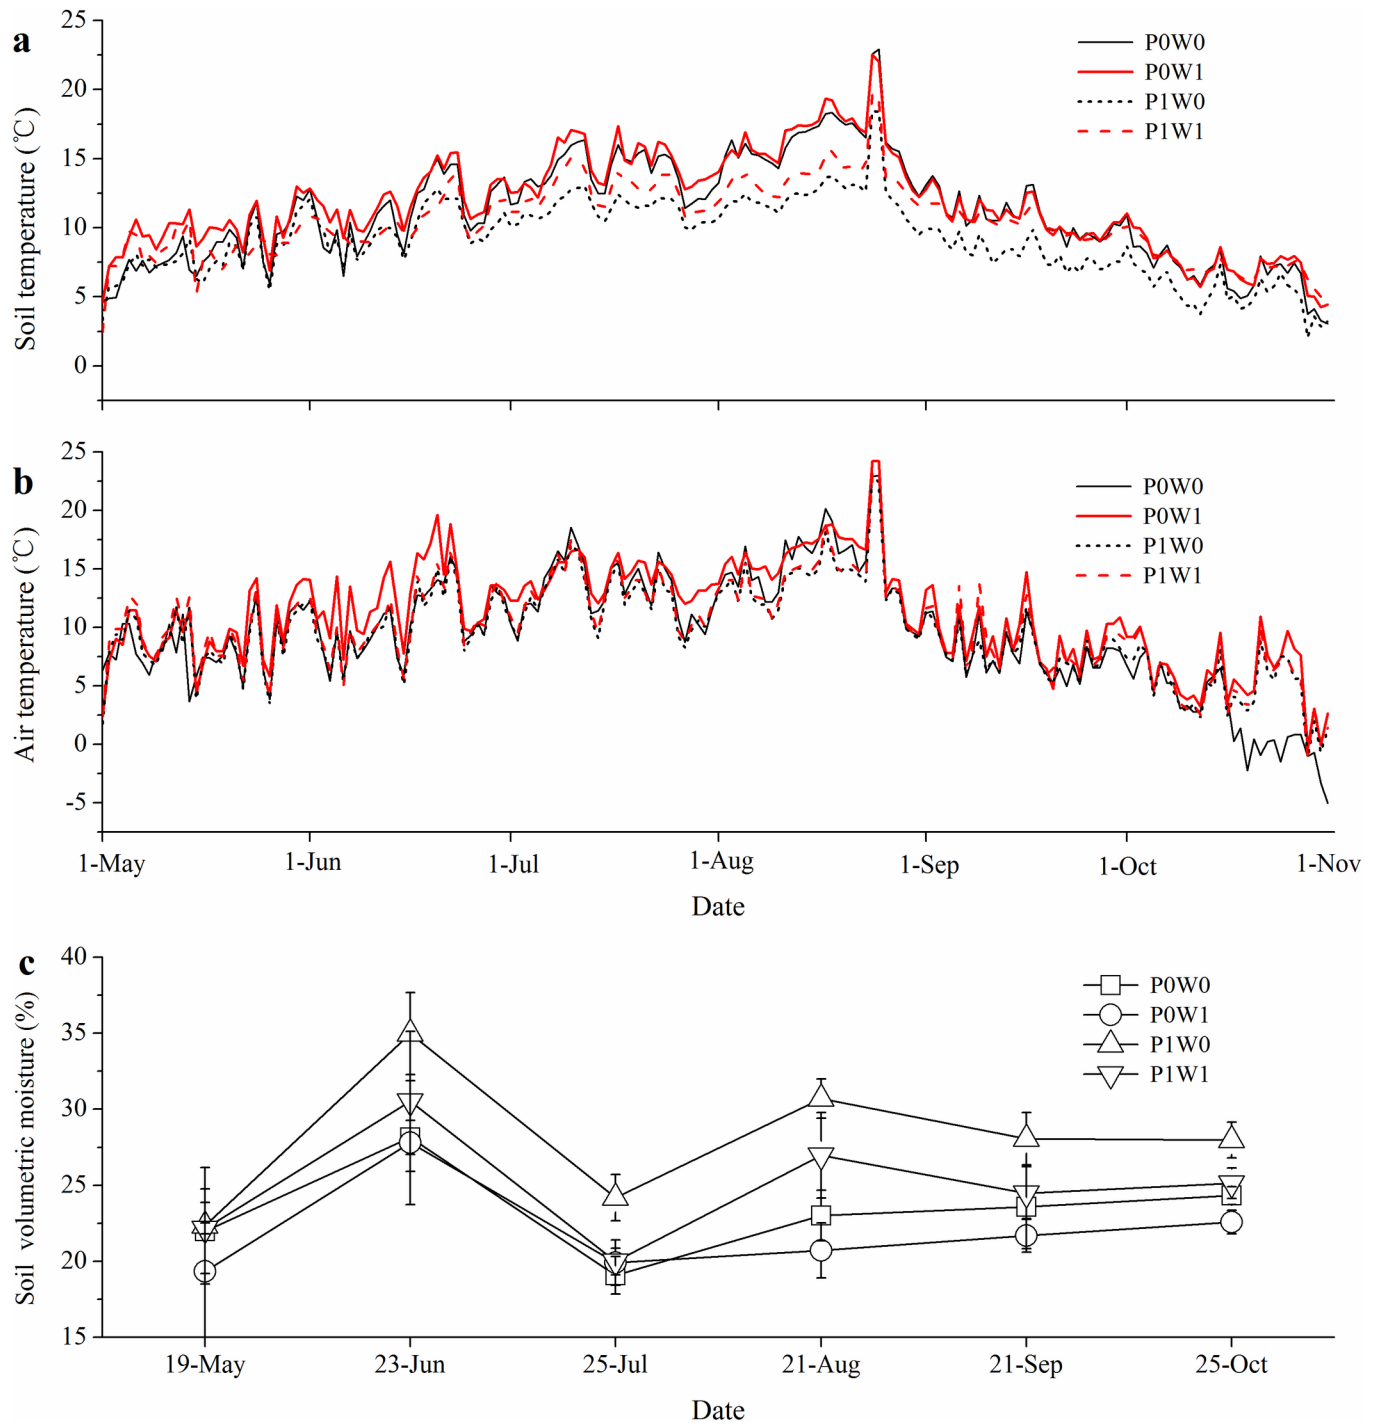 a
25
20
15
10
5
0
Soil temperature (℃)
P0W0
P0W1
P1W0
P1W1
b
25
20
15
10
5
0
-5
Air temperature (℃)
P0W0
P0W1
P1W0
P1W1
1-May 1-Jun 1-Jul 1-Aug 1-Sep 1-Oct 1-Nov
Date
c
40
35
30
25
20
15
Soil volumetric moisture (%)
P0W0
P0W1
P1W0
P1W1
19-May 23-Jun 25-Jul 21-Aug 21-Sep 25-Oct
Date